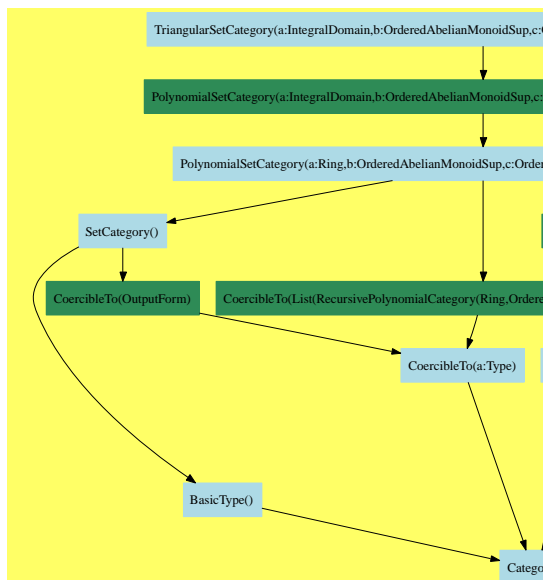 TriangularSetCategory(a:IntegralDomain,b:OrderedAbelianMonoidSup,c:
PolynomialSetCategory(a:IntegralDomain,b:OrderedAbelianMonoidSup,c:
PolynomialSetCategory(a:Ring,b:OrderedAbelianMonoidSup,c:Ordere
SetCategory()
CoercibleTo(OutputForm)
CoercibleTo(List(RecursivePolynomialCategory(Ring,Ordere
CoercibleTo(a:Type)
BasicType()
Catego